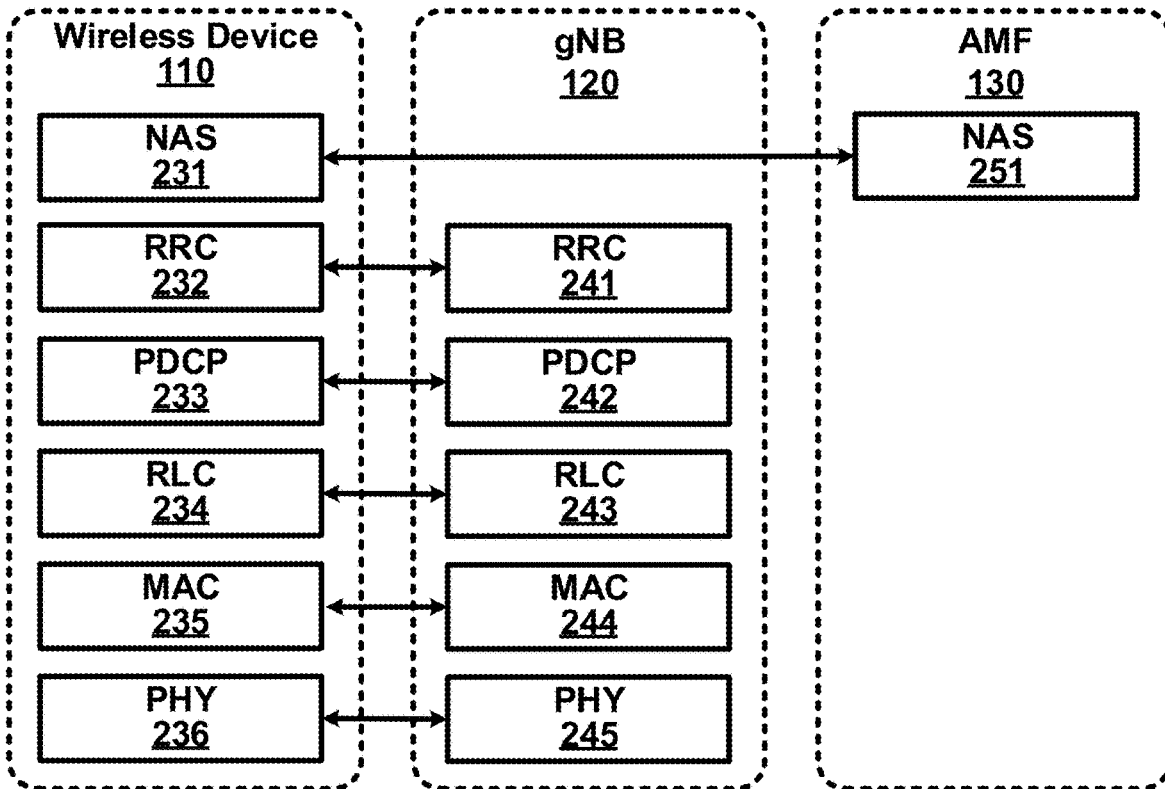 Wireless Device
110
gNB
120
AMF
130
NAS
231
NAS
251
RRC
232
RRC
241
PDCP
233
PDCP
242
RLC
234
RLC
243
MAC
235
MAC
244
PHY
236
PHY
245